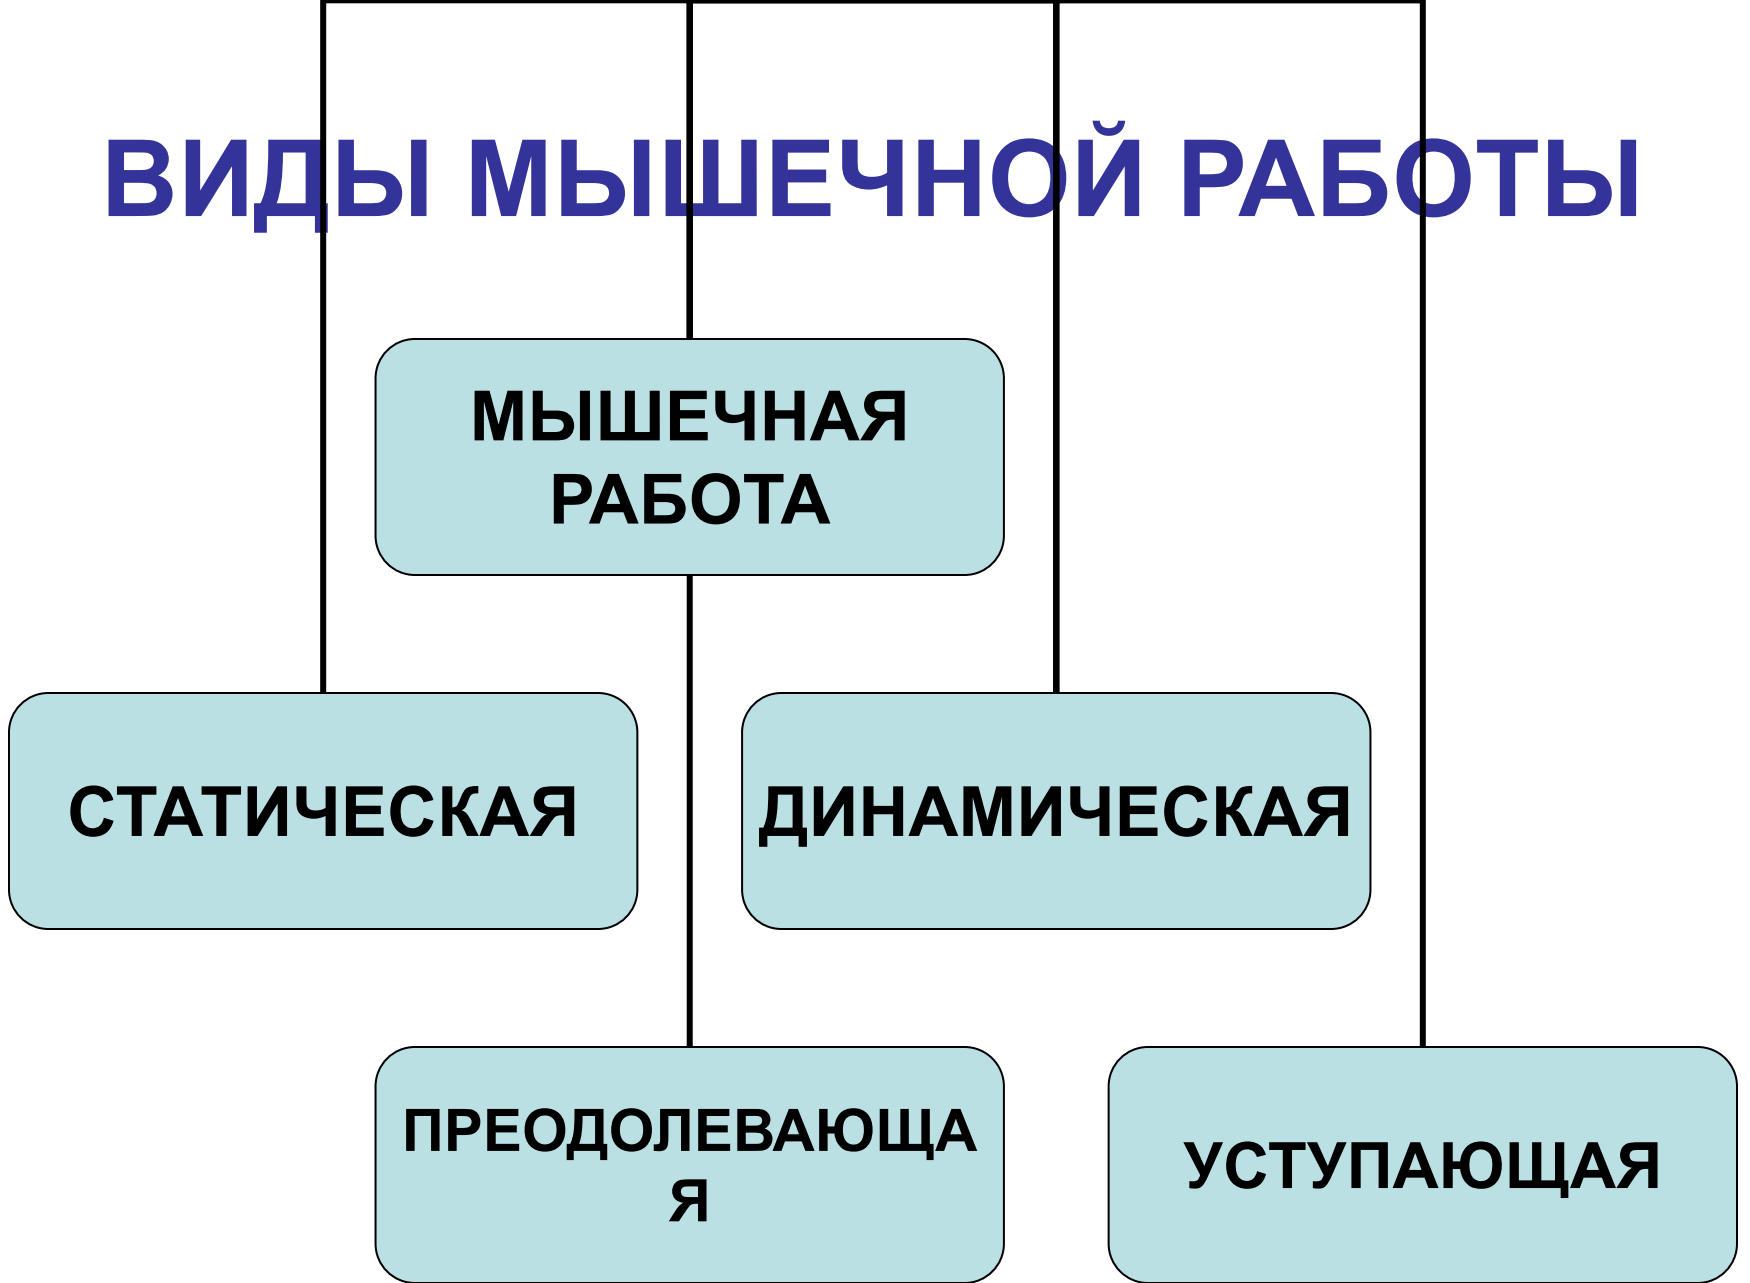 ВИДЫ МЫШЕЧНОЙ РАБОТЫ
МЫШЕЧНАЯ
РАБОТА
СТАТИЧЕСКАЯ
ДИНАМИЧЕСКАЯ
ПРЕОДОЛЕВАЮЩА
Я
УСТУПАЮЩАЯ